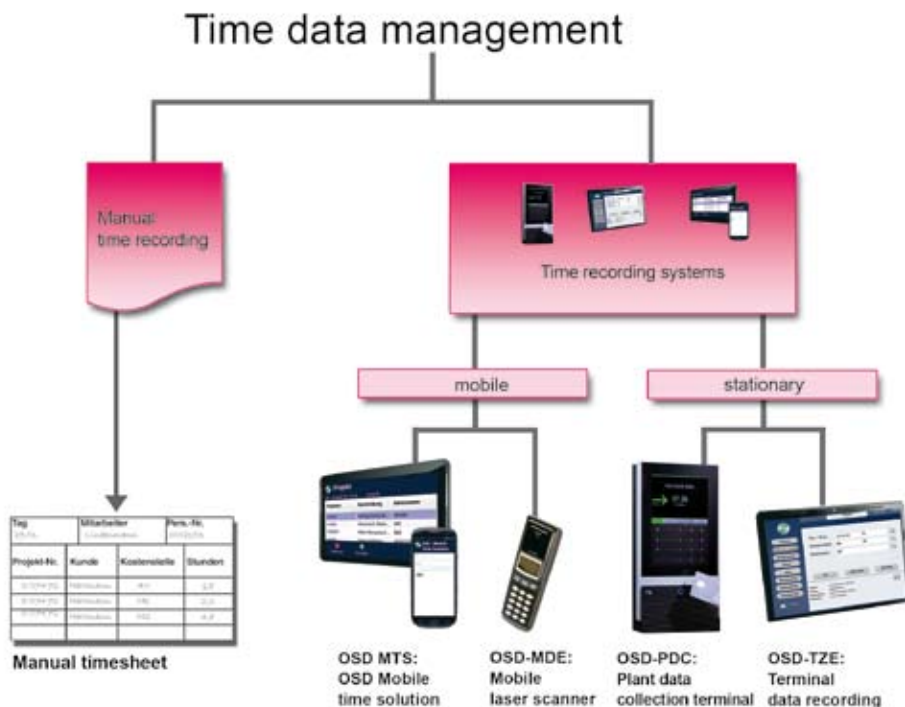 Time data management
Manual
time recording
Time recording systems
mobile
stationary
Tag
Mitarbeiter
Pers.-Nr.
Projekt-Nr.
Kunde
Kostenstelle
Stunden
Manual timesheet
Projekt
OSD MTS:
OSD Mobile
time solution
OSD-MDE:
Mobile
laser scanner
OSD-PDC:
Plant data
collection terminal
OSD-TZE:
Terminal
data recording